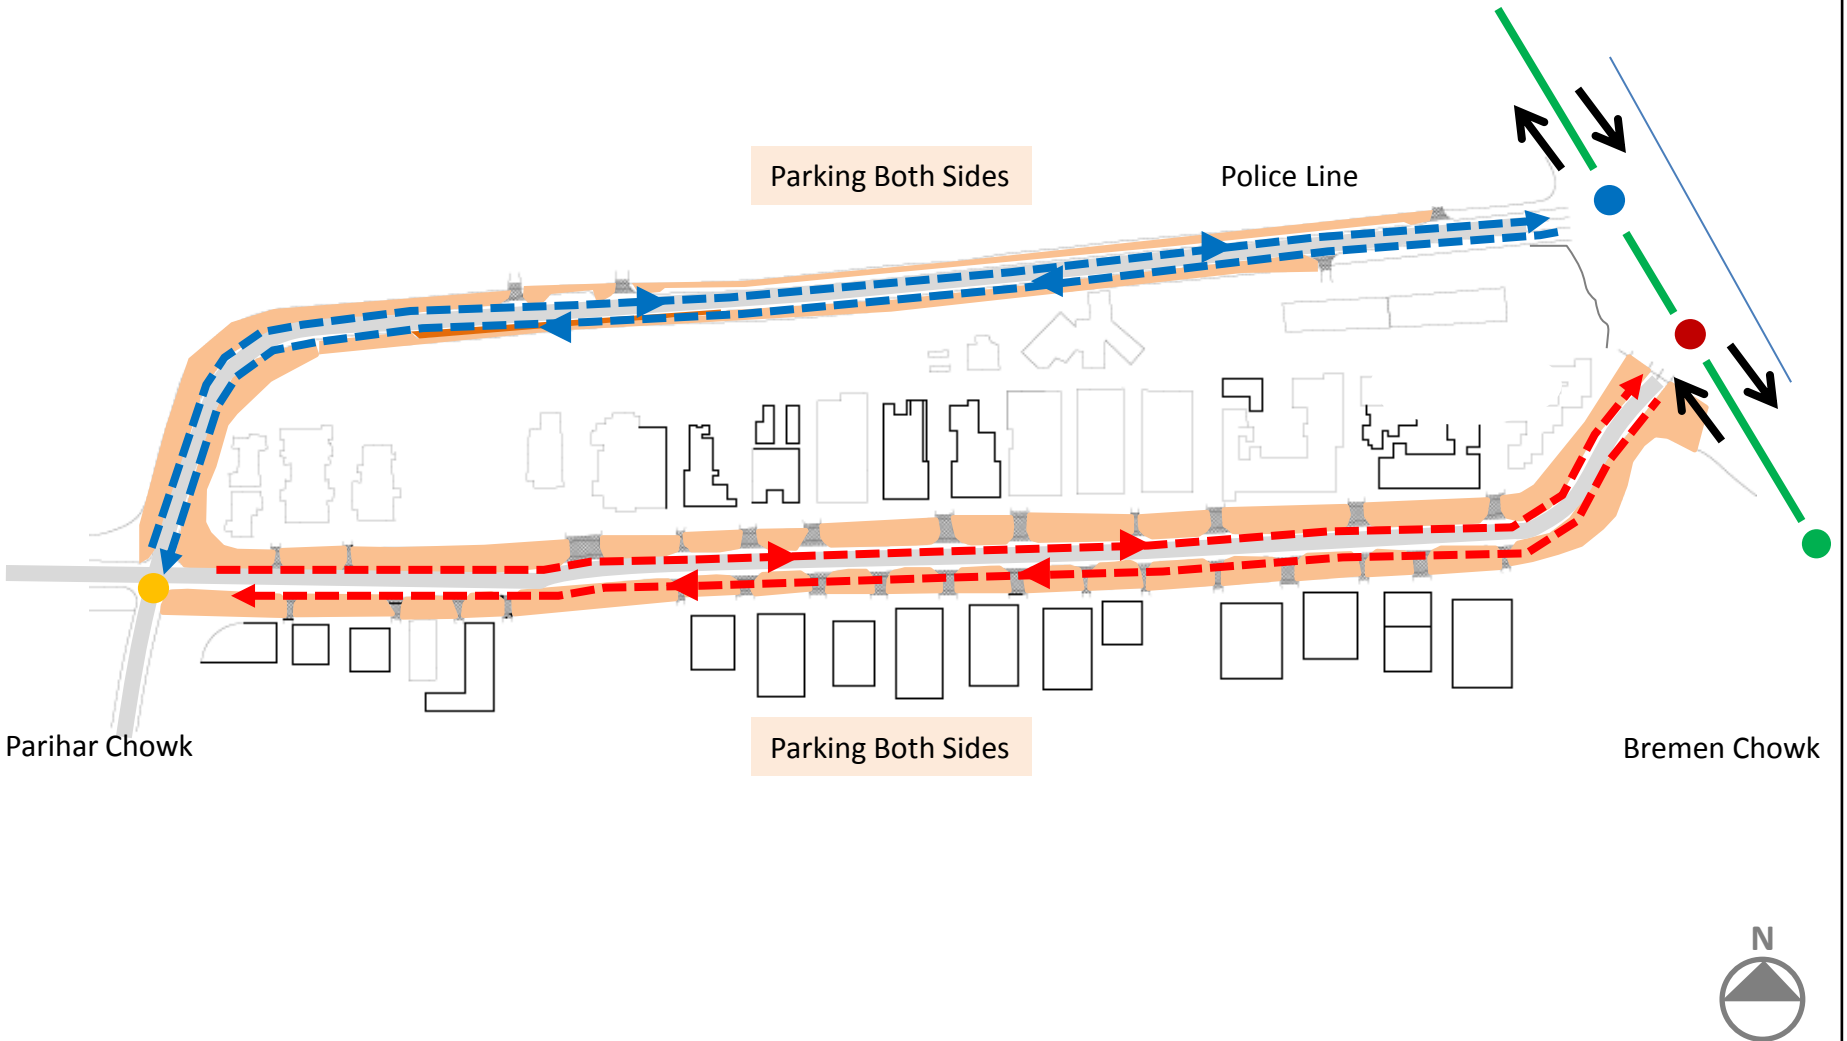 Parking Both Sides
Police Line
Parking Both Sides
Parihar Chowk
Bremen Chowk
N